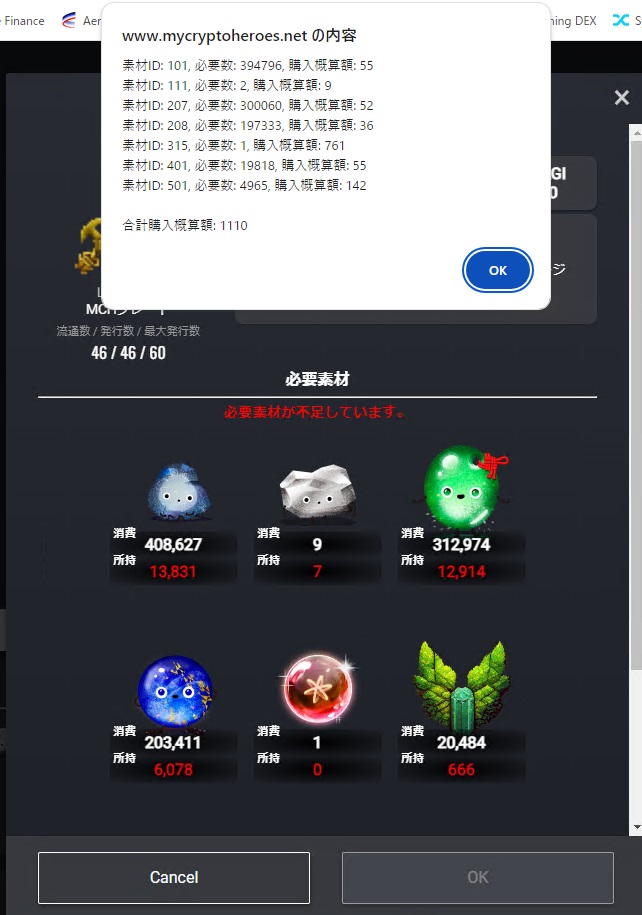 Finance
Aer
ning DEX
S
www.mycryptoheroes.net の内容
素材ID: 101, 必要数: 394796, 購入概算額: 55
素材ID: 111, 必要数: 2, 購入概算額: 9
素材ID: 207, 必要数: 300060, 購入概算額: 52
素材ID: 208, 必要数: 197333, 購入概算額: 36
素材ID: 315, 必要数: 1, 購入概算額: 761
素材ID: 401, 必要数: 19818, 購入概算額: 55
素材ID: 501, 必要数: 4965, 購入概算額: 142
合計購入概算額: 1110
OK
GI
0
ジ
流通数 / 発行数 / 最大発行数
46 / 46 / 60
必要素材
必要素材が不足しています。
消費 408,627 消費 9 消費 312,974
所持 13,831 所持 7 所持 12,914
消費 203,411 消費 1 消費 20,484
所持 6,078 所持 0 所持 666
Cancel OK